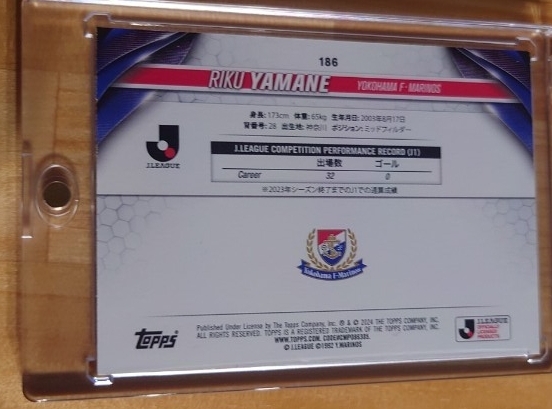 186
RIKU YAMANE YOKOHAMA F・MARINOS
身長: 173cm 体重: 65kg 生年月日: 2003年8月17日
背番号: 28 出生地: 神奈川 ポジション: ミッドフィルダー
J.LEAGUE
J.LEAGUE COMPETITION PERFORMANCE RECORD (J1)
出場数 ゴール
Career 32 0
※2023年シーズン終了までのJ1での通算成績
Yokohama F・Marinos
Topps
Published Under License by The Topps Company, Inc. ® & © 2024 THE TOPPS COMPANY, INC.
ALL RIGHTS RESERVED. TOPPS IS A REGISTERED TRADEMARK OF THE TOPPS COMPANY, INC.
WWW.TOPPS.COM. CODE#CMP086305.
© J.LEAGUE ©1992 Y.MARINOS
J.LEAGUE
OFFICIALLY
LICENSED
PRODUCTS